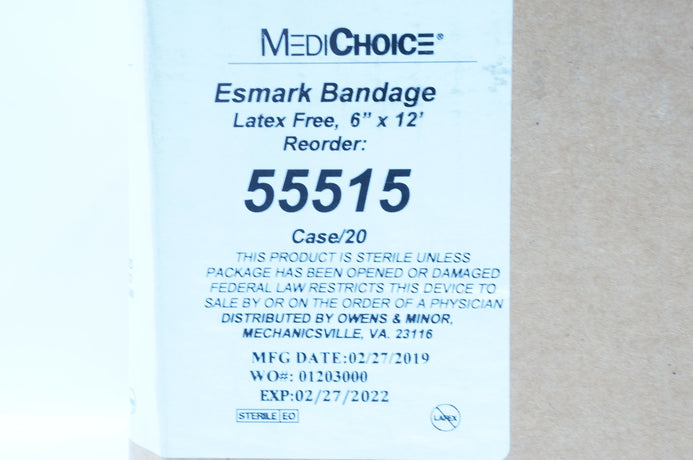 MEDICHOICE®
Esmark Bandage
Latex Free, 6" x 12'
Reorder:
55515
Case/20
THIS PRODUCT IS STERILE UNLESS
PACKAGE HAS BEEN OPENED OR DAMAGED
FEDERAL LAW RESTRICTS THIS DEVICE TO
SALE BY OR ON THE ORDER OF A PHYSICIAN
DISTRIBUTED BY OWENS & MINOR,
MECHANICSVILLE, VA. 23116
MFG DATE:02/27/2019
WO#: 01203000
EXP:02/27/2022
STERILE EO
LATEX